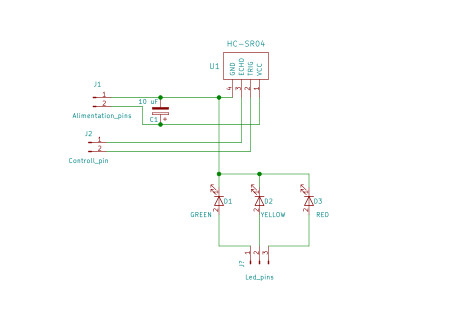 HC-SR04
U1
GND
ECHO
TRIG
VCC
4
3
2
1
J1
1
2
Alimentation_pins
10 uF
C1
+
J2
1
2
Controll_pin
1
D1
2
GREEN
1
D2
2
YELLOW
1
D3
2
RED
J?
1
2
3
Led_pins